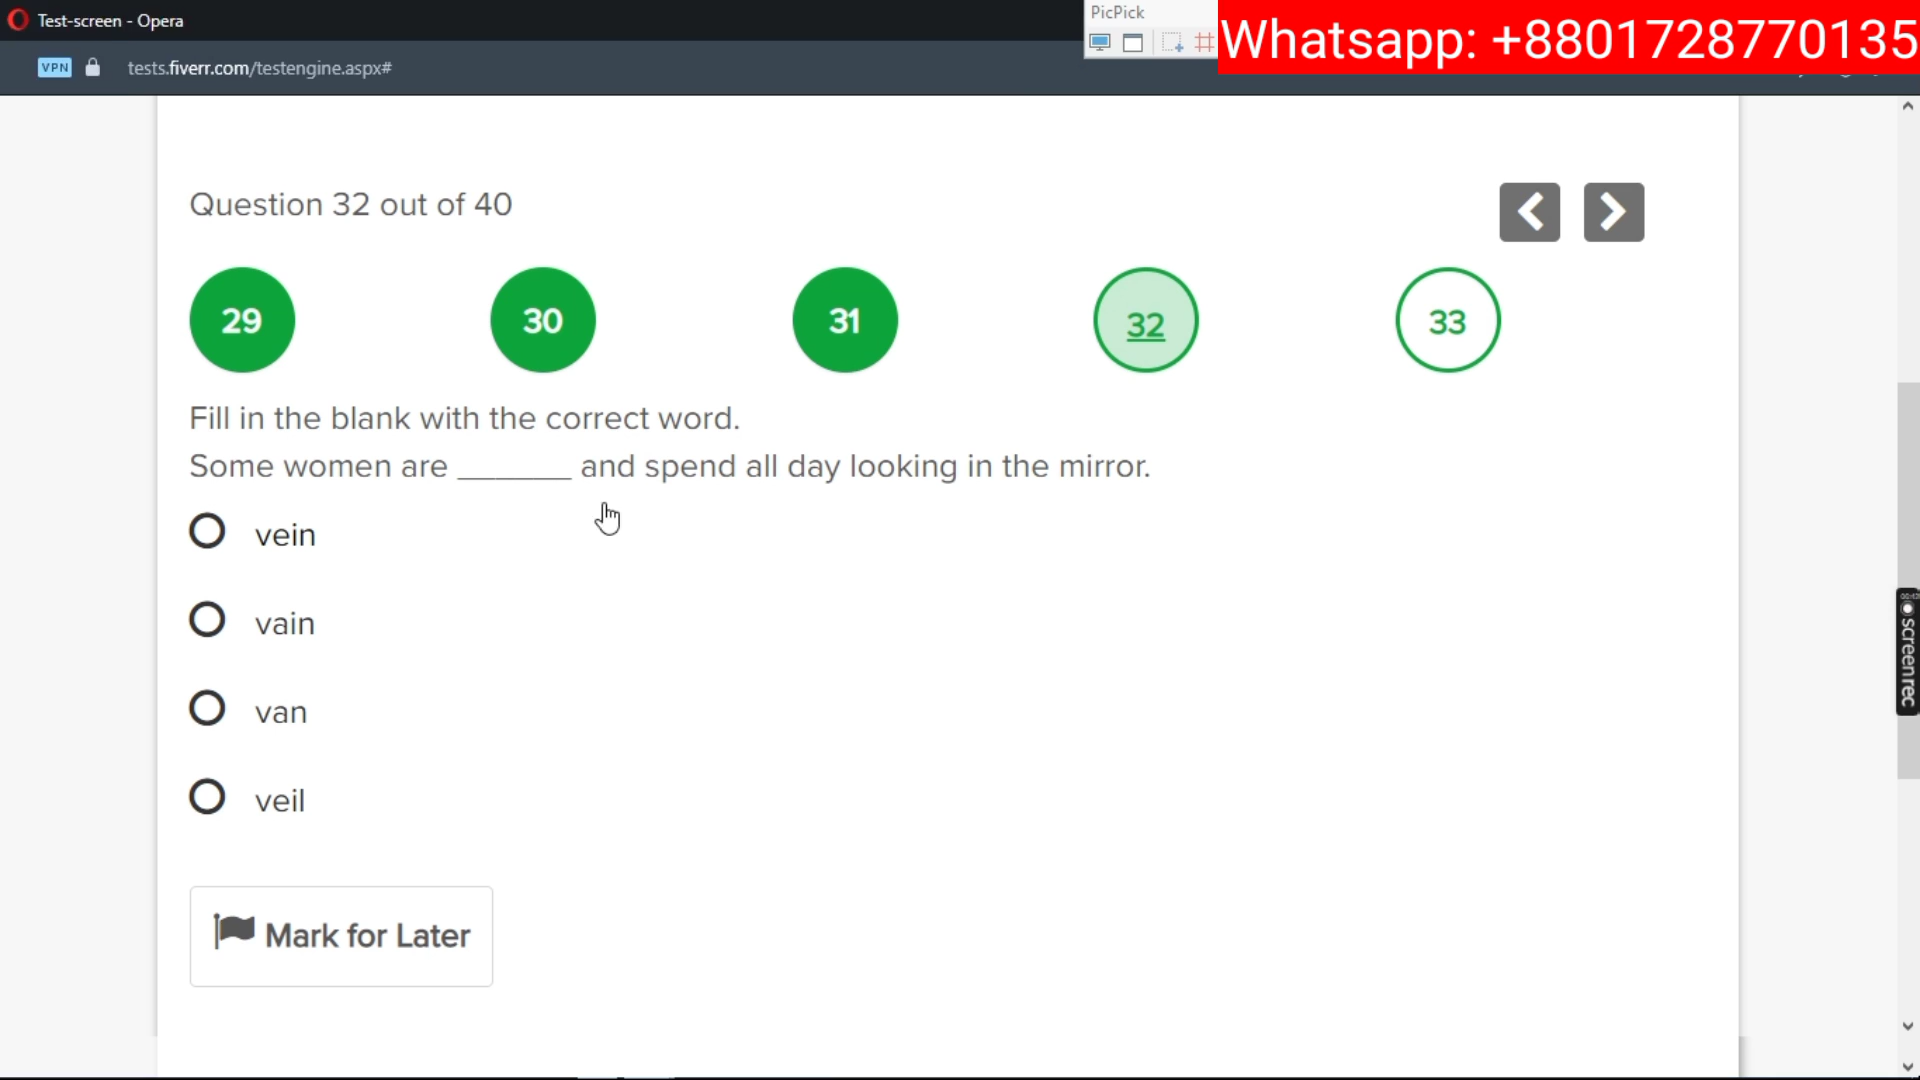 Test-screen - Opera
PicPick
Whatsapp: +8801728770135
VPN
tests.fiverr.com/testengine.aspx#
Question 32 out of 40
29
30
31
32
33
Fill in the blank with the correct word.
Some women are _______ and spend all day looking in the mirror.
vein
vain
van
veil
Mark for Later
screenrec